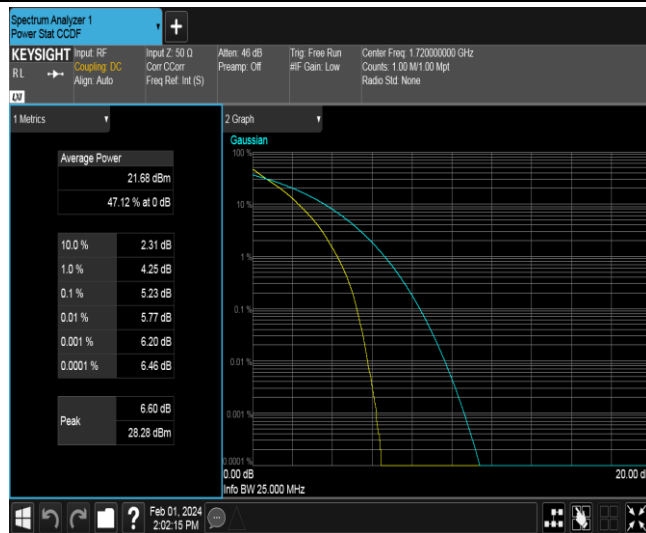 Spectrum Analyzer 1
Power Stat CCDF
+
KEYSIGHT
RL
Input: RF
Coupling: DC
Align: Auto
Input Z: 50 Ω
Corr CCorr
Freq Ref: Int (S)
Atten: 46 dB
Preamp: Off
Trig: Free Run
#IF Gain: Low
Center Freq: 1.720000000 GHz
Counts: 1.00 M/1.00 Mpt
Radio Std: None
1 Metrics
Average Power
21.68 dBm
47.12 % at 0 dB
10.0 % 2.31 dB
1.0 % 4.25 dB
0.1 % 5.23 dB
0.01 % 5.77 dB
0.001 % 6.20 dB
0.0001 % 6.46 dB
Peak
6.60 dB
28.28 dBm
2 Graph
Gaussian
100 %
10 %
1 %
0.1 %
0.01 %
0.001 %
0.0001 %
0.00 dB
20.00 d
Info BW 25.000 MHz
?
Feb 01, 2024
2:02:15 PM